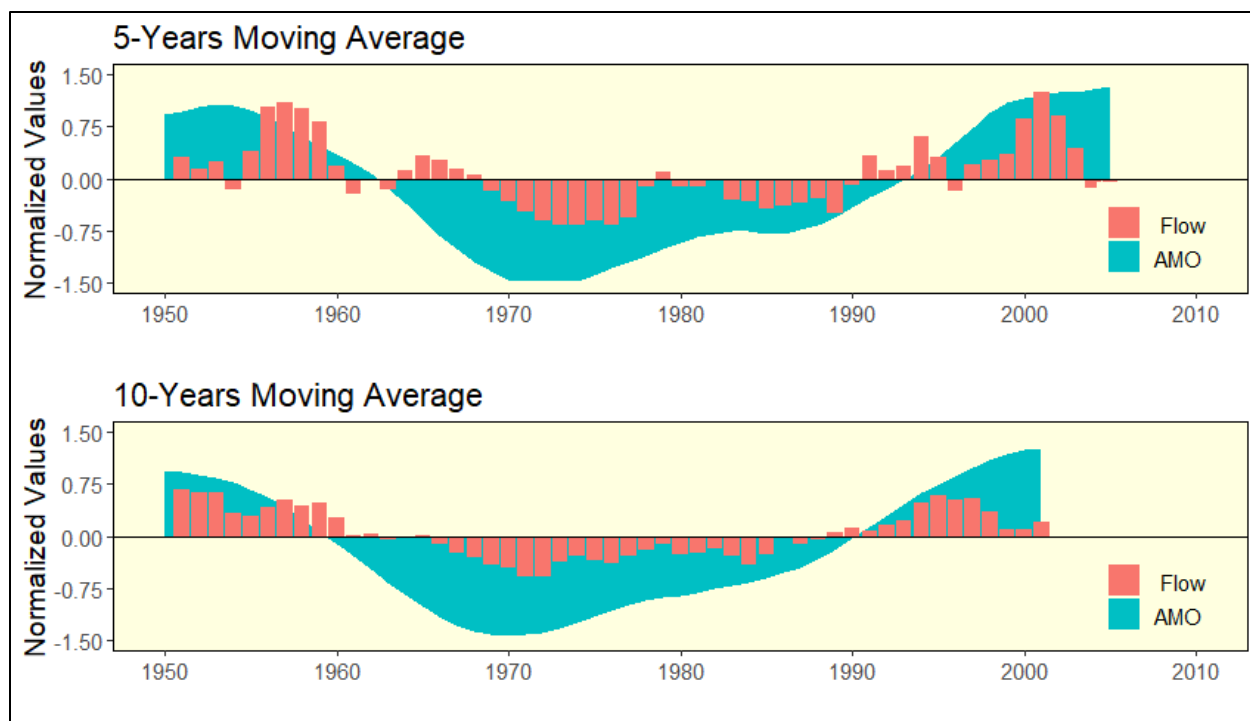 5-Years Moving Average
Normalized Values
1.50
0.75
0.00
-0.75
-1.50
Flow
AMO
1950 1960 1970 1980 1990 2000 2010
10-Years Moving Average
Normalized Values
1.50
0.75
0.00
-0.75
-1.50
Flow
AMO
1950 1960 1970 1980 1990 2000 2010